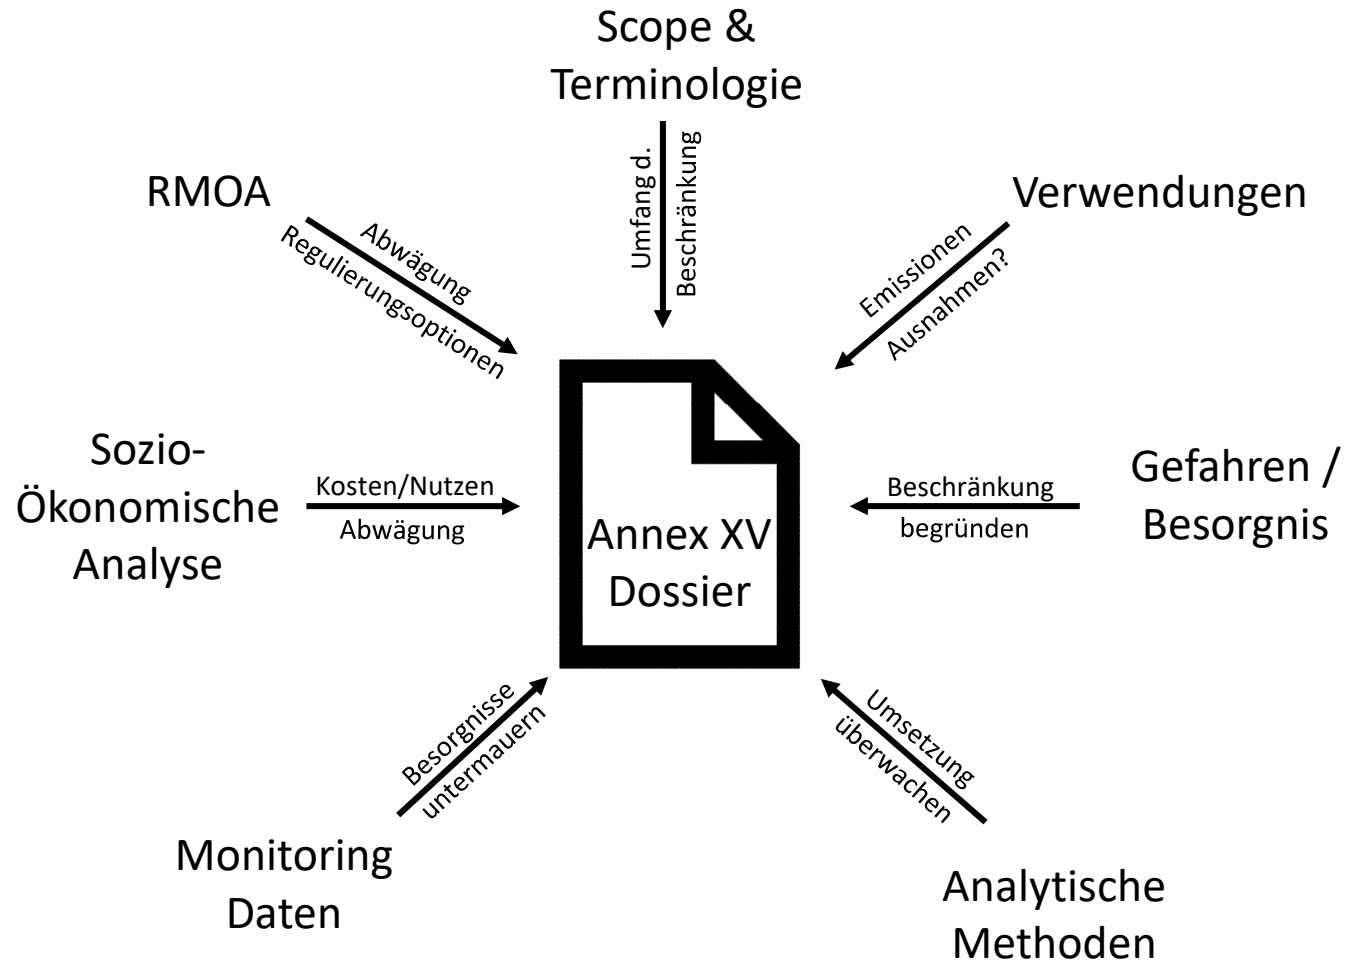 Scope &
Terminologie
Umfang d.
Beschränkung
RMOA
Abwägung
Regulierungsoptionen
Verwendungen
Emissionen
Ausnahmen?
Sozio-
Ökonomische
Analyse
Kosten/Nutzen
Abwägung
Annex XV
Dossier
Beschränkung
begründen
Gefahren /
Besorgnis
Besorgnisse
untermauern
Monitoring
Daten
Umsetzung
überwachen
Analytische
Methoden